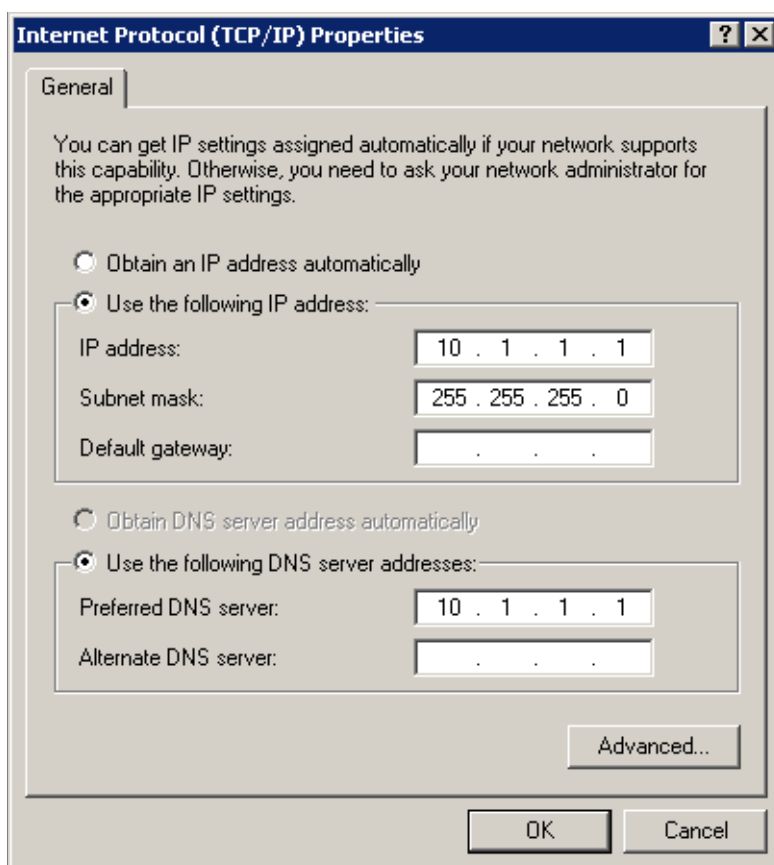 Internet Protocol (TCP/IP) Properties
General
You can get IP settings assigned automatically if your network supports
this capability. Otherwise, you need to ask your network administrator for
the appropriate IP settings.
Obtain an IP address automatically
Use the following IP address:
IP address: 10 . 1 . 1 . 1
Subnet mask: 255 . 255 . 255 . 0
Default gateway: . . .
Obtain DNS server address automatically
Use the following DNS server addresses:
Preferred DNS server: 10 . 1 . 1 . 1
Alternate DNS server: . . .
Advanced...
OK Cancel